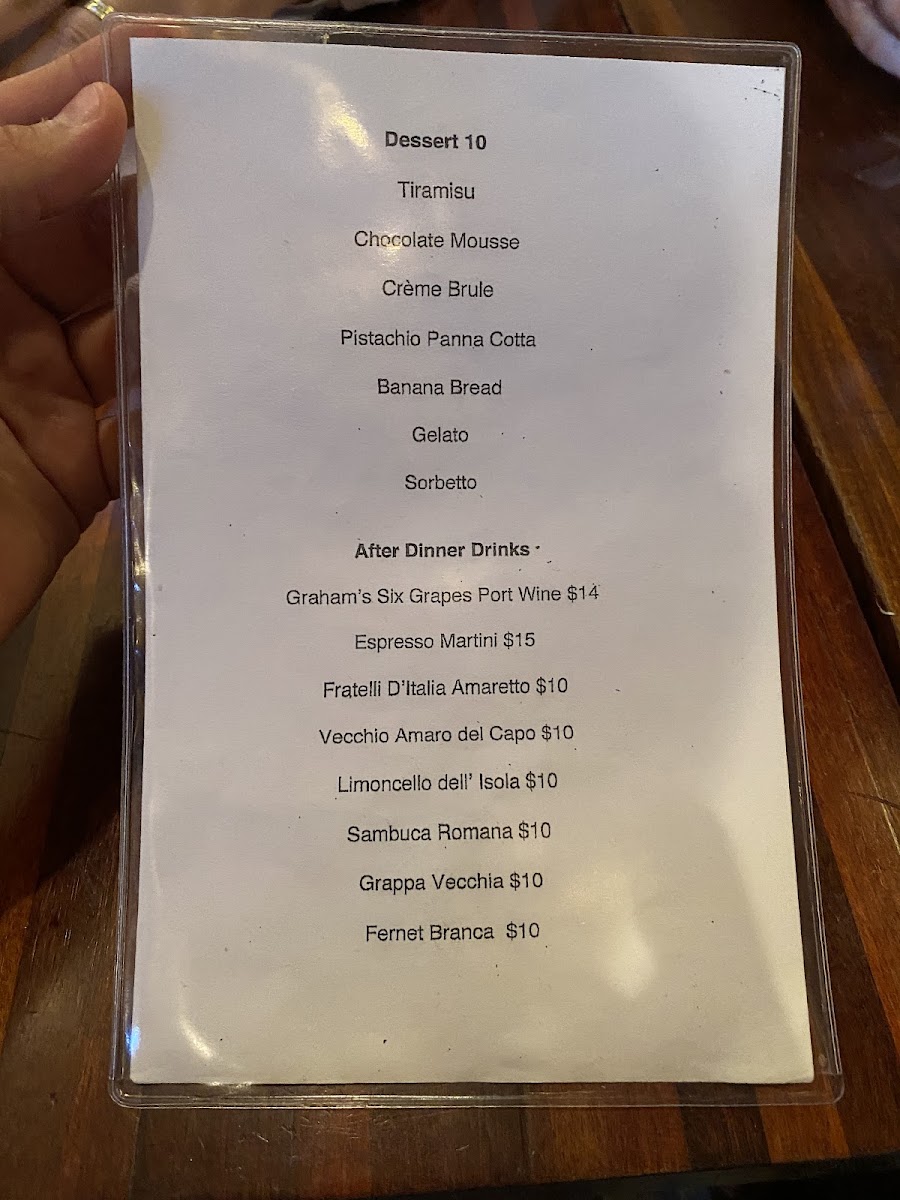 Dessert 10
Tiramisu
Chocolate Mousse
Crème Brule
Pistachio Panna Cotta
Banana Bread
Gelato
Sorbetto
After Dinner Drinks
Graham's Six Grapes Port Wine $14
Espresso Martini $15
Fratelli D'Italia Amaretto $10
Vecchio Amaro del Capo $10
Limoncello dell' Isola $10
Sambuca Romana $10
Grappa Vecchia $10
Fernet Branca $10